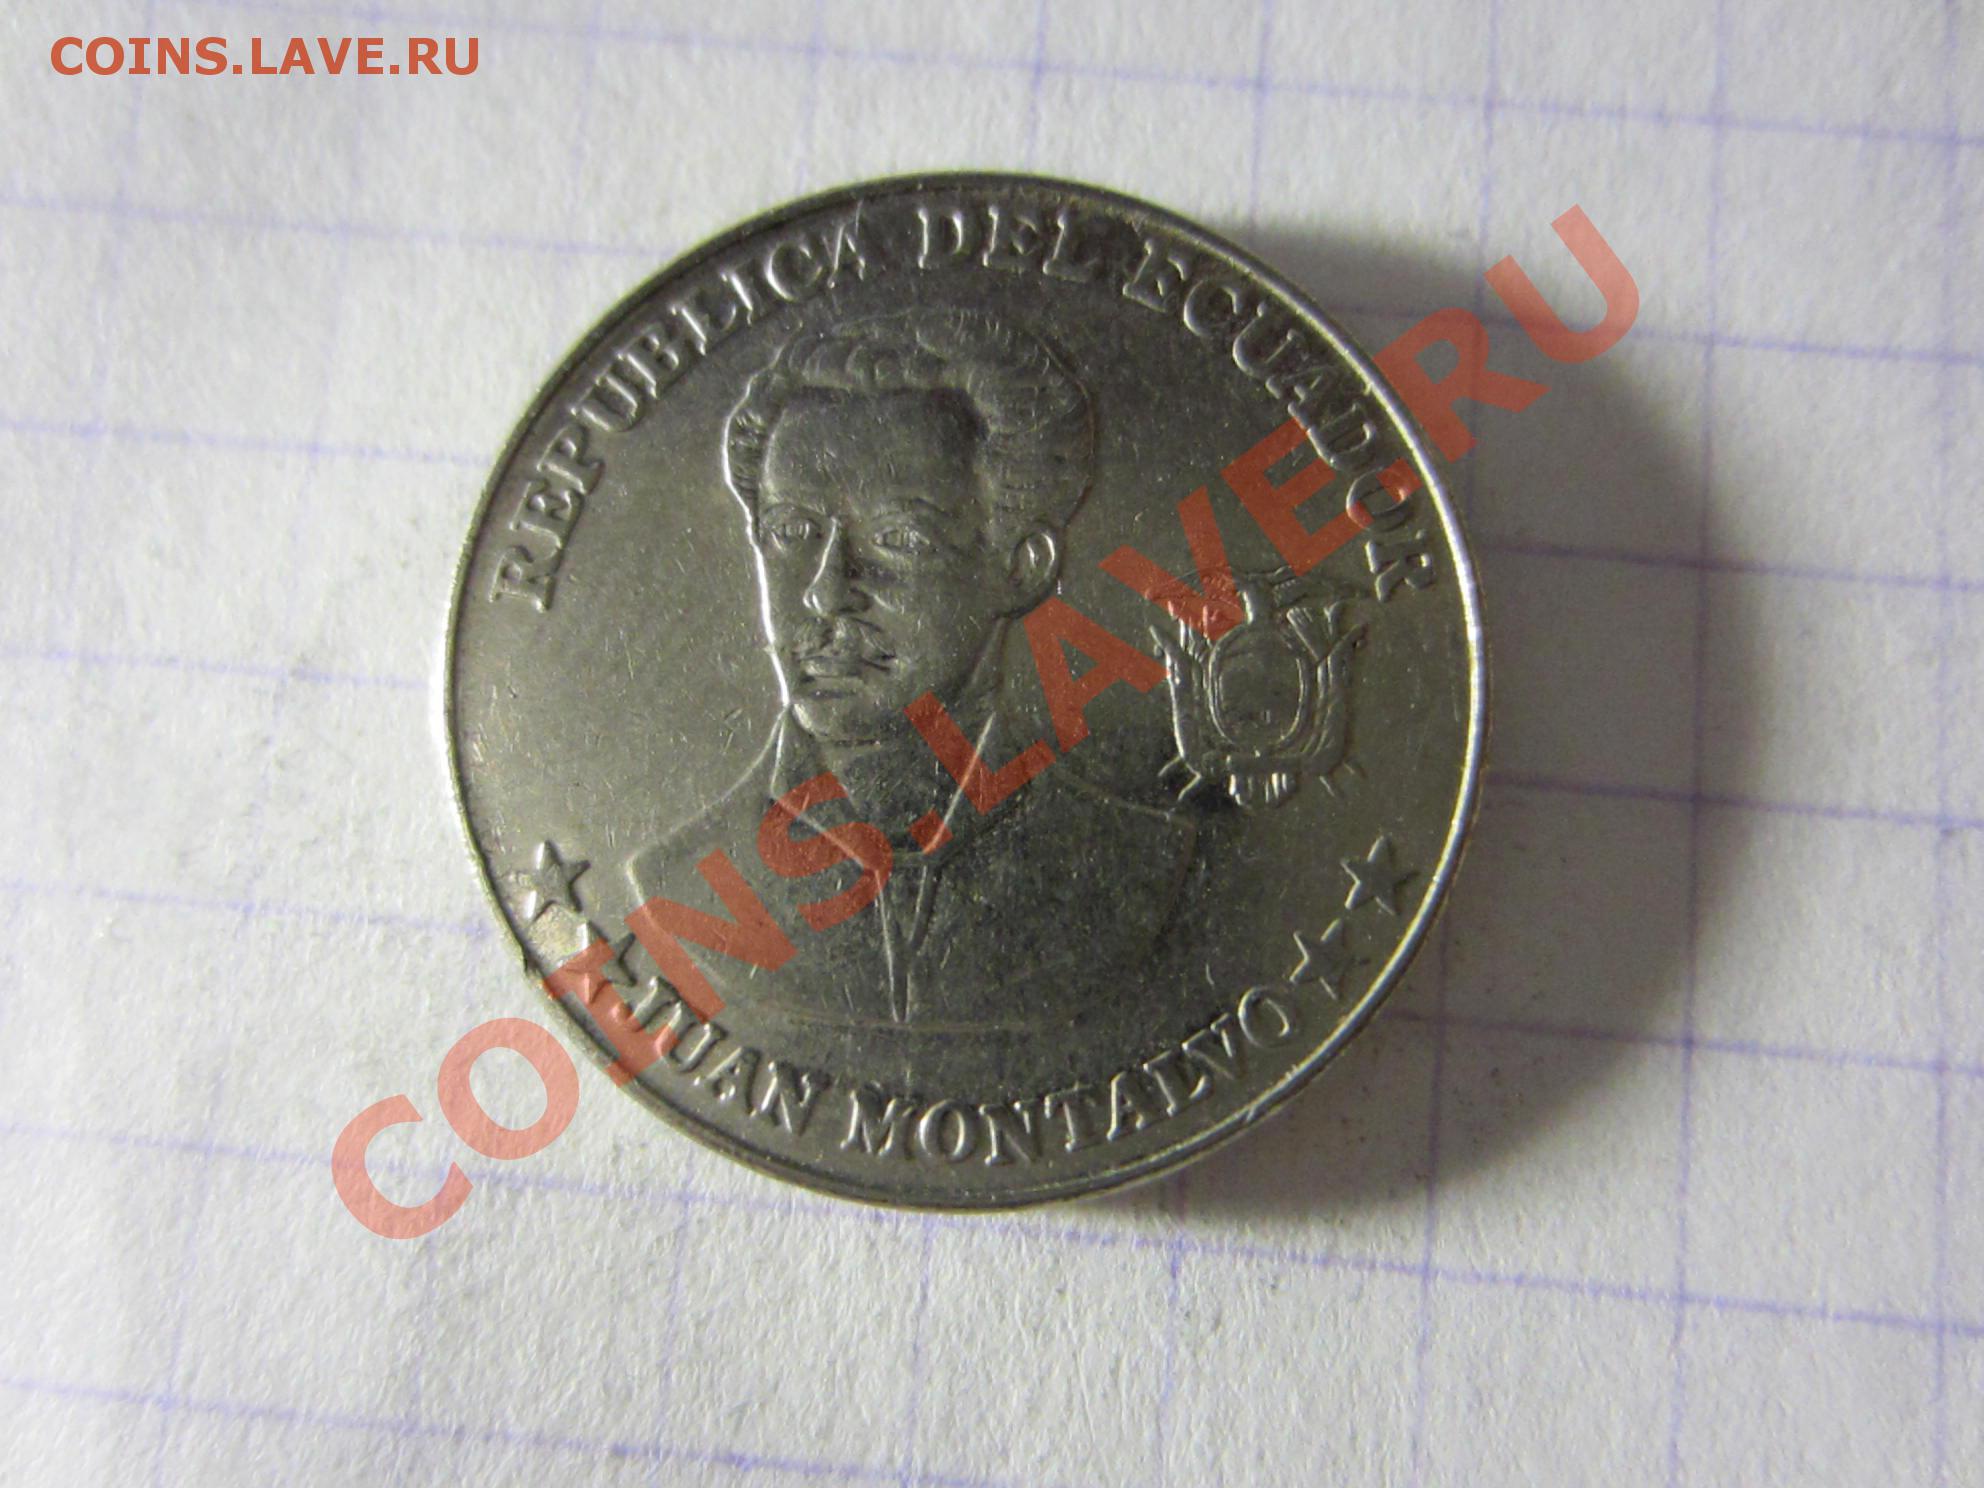 COINS.LAVE.RU
REPUBLICA DEL ECUADOR
JUAN MONTALVO
COINS.LAVE.RU